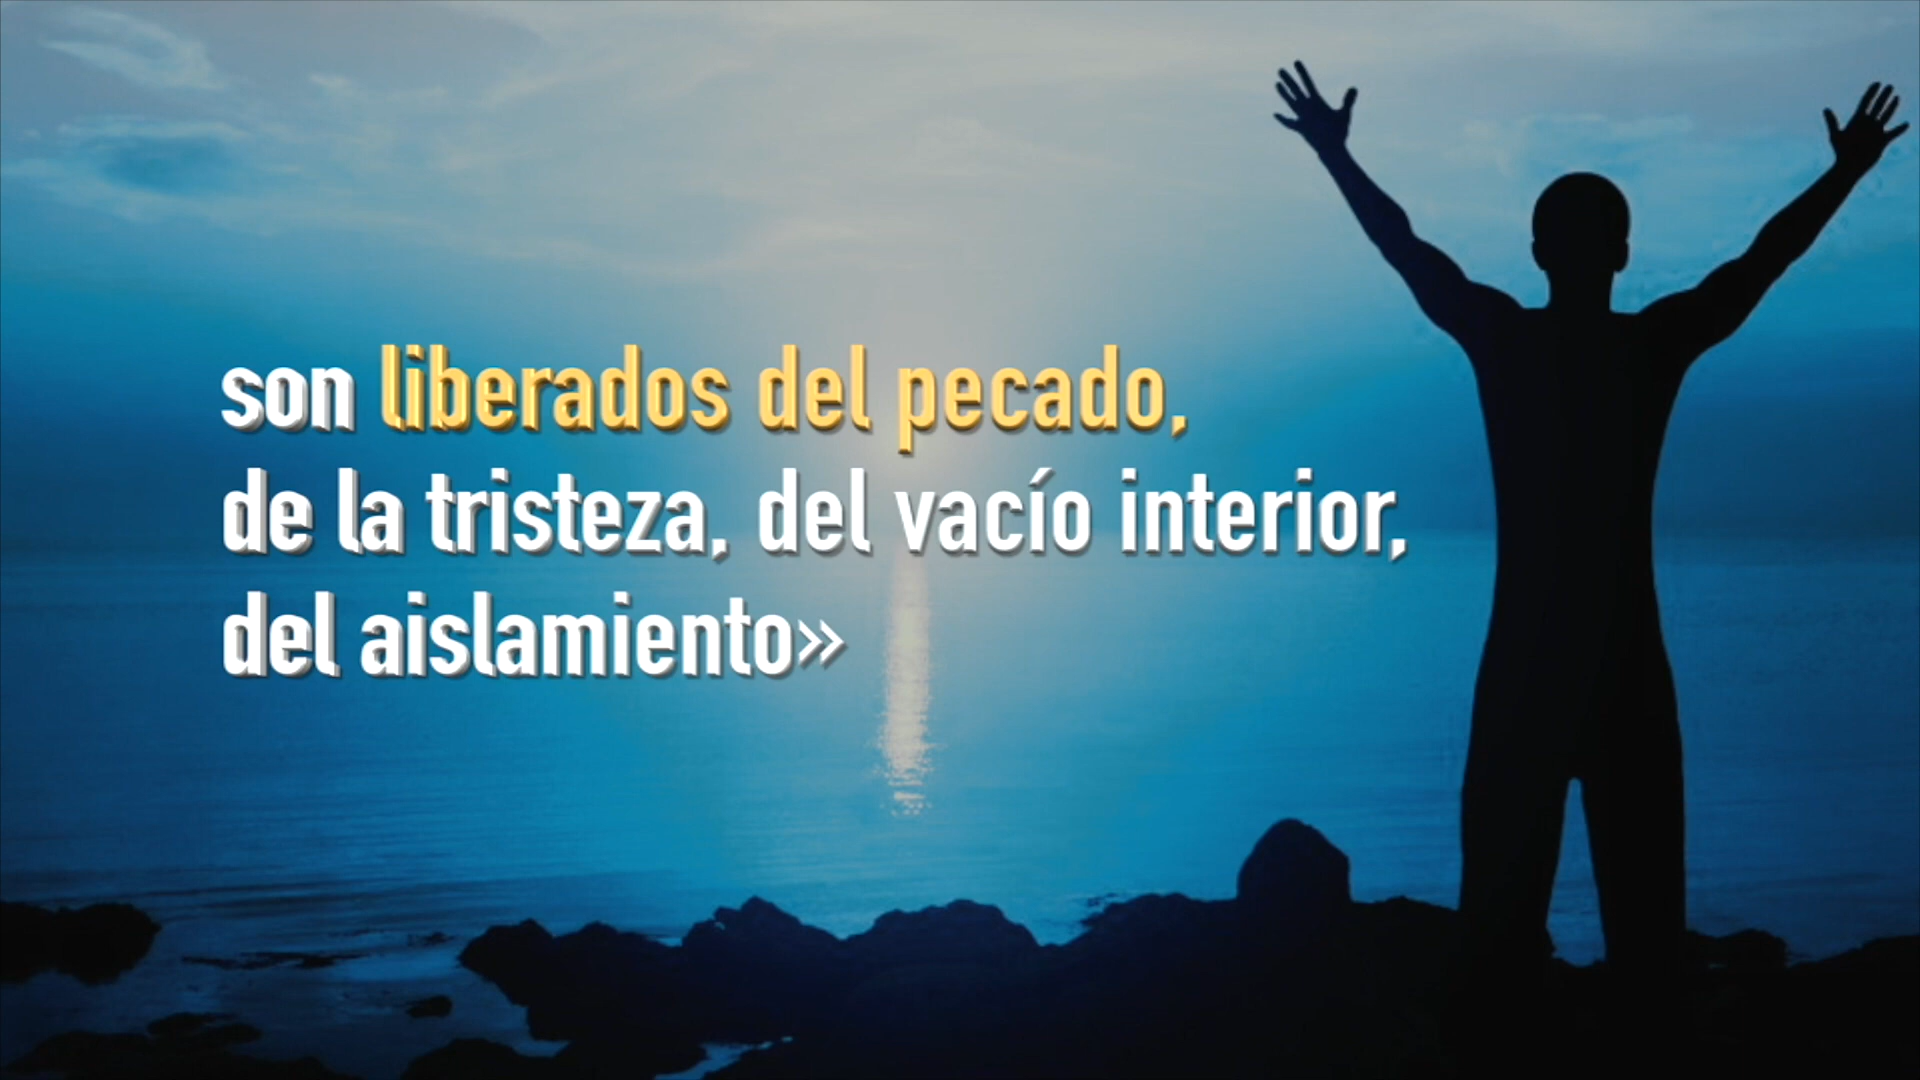 son liberados del pecado,
de la tristeza, del vacío interior,
del aislamiento»